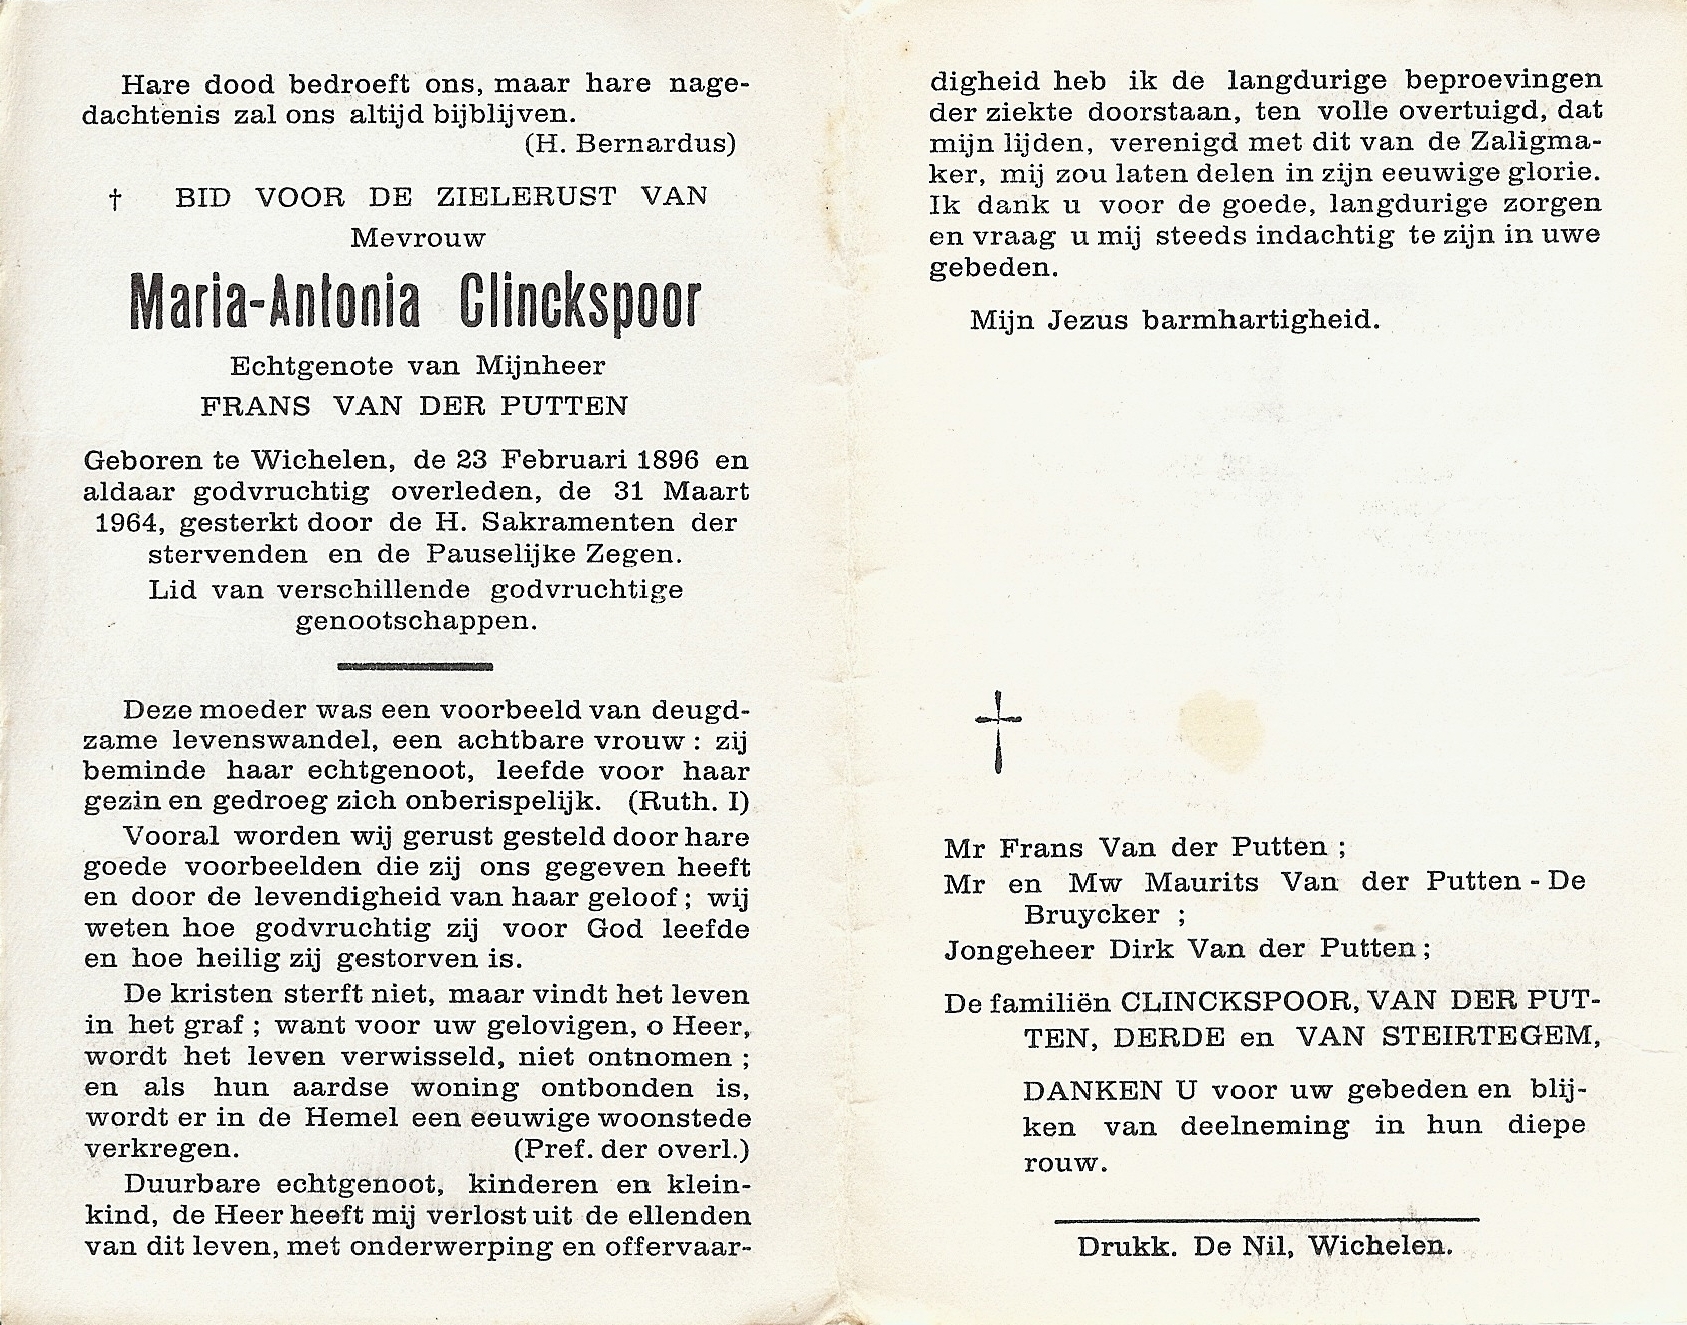 Hare dood bedroeft ons, maar hare nage-
dachtenis zal ons altijd bijblijven.
(H. Bernardus)
† BID VOOR DE ZIELERUST VAN
Mevrouw
Maria-Antonia Clinckspoor
Echtgenote van Mijnheer
FRANS VAN DER PUTTEN
Geboren te Wichelen, de 23 Februari 1896 en
aldaar godvruchtig overleden, de 31 Maart
1964, gesterkt door de H. Sakramenten der
stervenden en de Pauselijke Zegen.
Lid van verschillende godvruchtige
genootschappen.
Deze moeder was een voorbeeld van deugd-
zame levenswandel, een achtbare vrouw : zij
beminde haar echtgenoot, leefde voor haar
gezin en gedroeg zich onberispelijk. (Ruth. I)
Vooral worden wij gerust gesteld door hare
goede voorbeelden die zij ons gegeven heeft
en door de levendigheid van haar geloof ; wij
weten hoe godvruchtig zij voor God leefde
en hoe heilig zij gestorven is.
De kristen sterft niet, maar vindt het leven
in het graf ; want voor uw gelovigen, o Heer,
wordt het leven verwisseld, niet ontnomen ;
en als hun aardse woning ontbonden is,
wordt er in de Hemel een eeuwige woonstede
verkregen. (Pref. der overl.)
Duurbare echtgenoot, kinderen en klein-
kind, de Heer heeft mij verlost uit de ellenden
van dit leven, met onderwerping en offervaar-
digheid heb ik de langdurige beproevingen
der ziekte doorstaan, ten volle overtuigd, dat
mijn lijden, verenigd met dit van de Zaligma-
ker, mij zou laten delen in zijn eeuwige glorie.
Ik dank u voor de goede, langdurige zorgen
en vraag u mij steeds indachtig te zijn in uwe
gebeden.
Mijn Jezus barmhartigheid.
Mr Frans Van der Putten ;
Mr en Mw Maurits Van der Putten - De
Bruycker ;
Jongeheer Dirk Van der Putten ;
De familiën CLINCKSPOOR, VAN DER PUT-
TEN, DERDE en VAN STEIRTEGEM,
DANKEN U voor uw gebeden en blij-
ken van deelneming in hun diepe
rouw.
Drukk. De Nil, Wichelen.